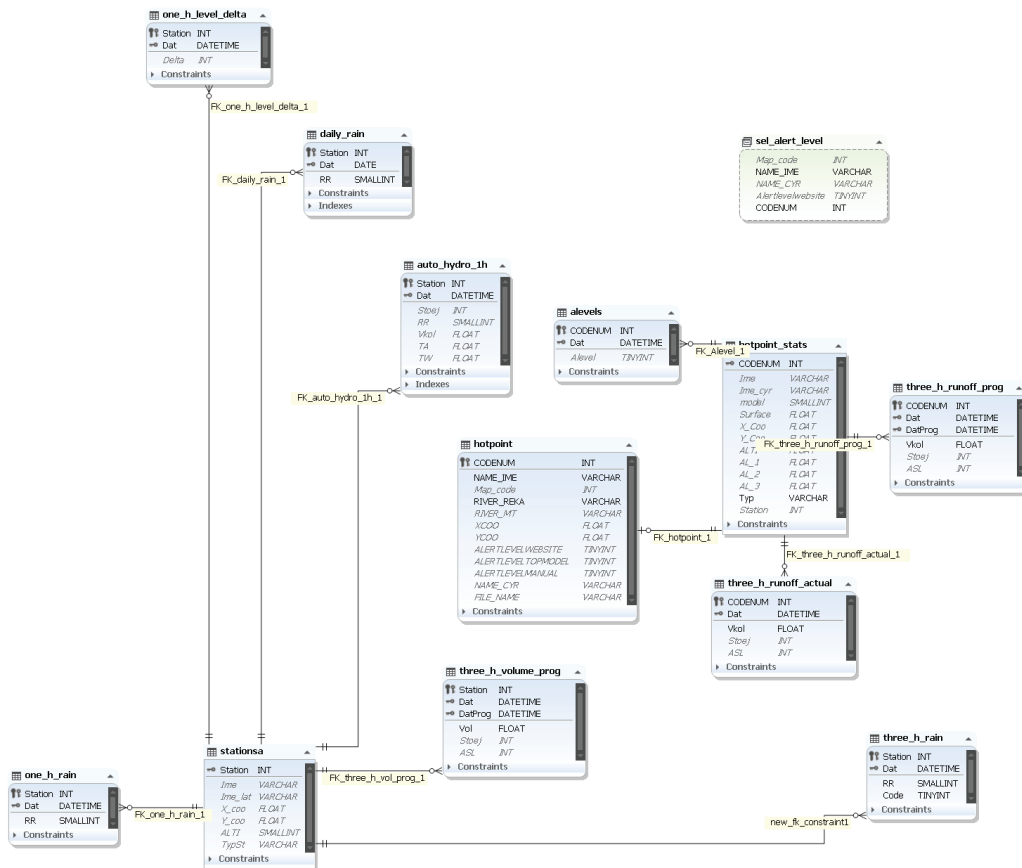 one_h_level_delta
Station INT
Dat DATETIME
Delta INT
Constraints
FK_one_h_level_delta_1
daily_rain
Station INT
Dat DATE
RR SMALLINT
Constraints
Indexes
FK_daily_rain_1
sel_alert_level
Map_code INT
NAME_IME VARCHAR
NAME_CYR VARCHAR
Alertlevelwebsite TINYINT
CODENUM INT
auto_hydro_1h
Station INT
Dat DATETIME
Stoej INT
RR SMALLINT
Vkol FLOAT
TA FLOAT
TW FLOAT
Constraints
Indexes
FK_auto_hydro_1h_1
alevels
CODENUM INT
Dat DATETIME
Alevel TINYINT
Constraints
FK_Alevel_1
hotpoint_stats
CODENUM INT
Ime VARCHAR
Ime_cyr VARCHAR
model SMALLINT
Surface FLOAT
X_Coo FLOAT
Y_Coo FLOAT
FK_three_h_runoff_prog_1
AL_1 FLOAT
AL_2 FLOAT
AL_3 FLOAT
Typ VARCHAR
Station INT
Constraints
three_h_runoff_prog
CODENUM INT
Dat DATETIME
DatProg DATETIME
Vkol FLOAT
Stoej INT
ASL INT
Constraints
hotpoint
CODENUM INT
NAME_IME VARCHAR
Map_code INT
RIVER_REKA VARCHAR
RIVER_MT VARCHAR
XCOO FLOAT
YCOO FLOAT
ALERTLEVELWEBSITE TINYINT
ALERTLEVELTOPMODEL TINYINT
ALERTLEVELMANUAL TINYINT
NAME_CYR VARCHAR
FILE_NAME VARCHAR
Constraints
FK_hotpoint_1
FK_three_h_runoff_actual_1
three_h_runoff_actual
CODENUM INT
Dat DATETIME
Vkol FLOAT
Stoej INT
ASL INT
Constraints
three_h_volume_prog
Station INT
Dat DATETIME
DatProg DATETIME
Vol FLOAT
Stoej INT
ASL INT
Constraints
FK_three_h_vol_prog_1
one_h_rain
Station INT
Dat DATETIME
RR SMALLINT
Constraints
FK_one_h_rain_1
stationsa
Station INT
Ime VARCHAR
Ime_lat VARCHAR
X_coo FLOAT
Y_coo FLOAT
ALTI SMALLINT
TypSt VARCHAR
Constraints
three_h_rain
Station INT
Dat DATETIME
RR SMALLINT
Code TINYINT
Constraints
new_fk_constraint1